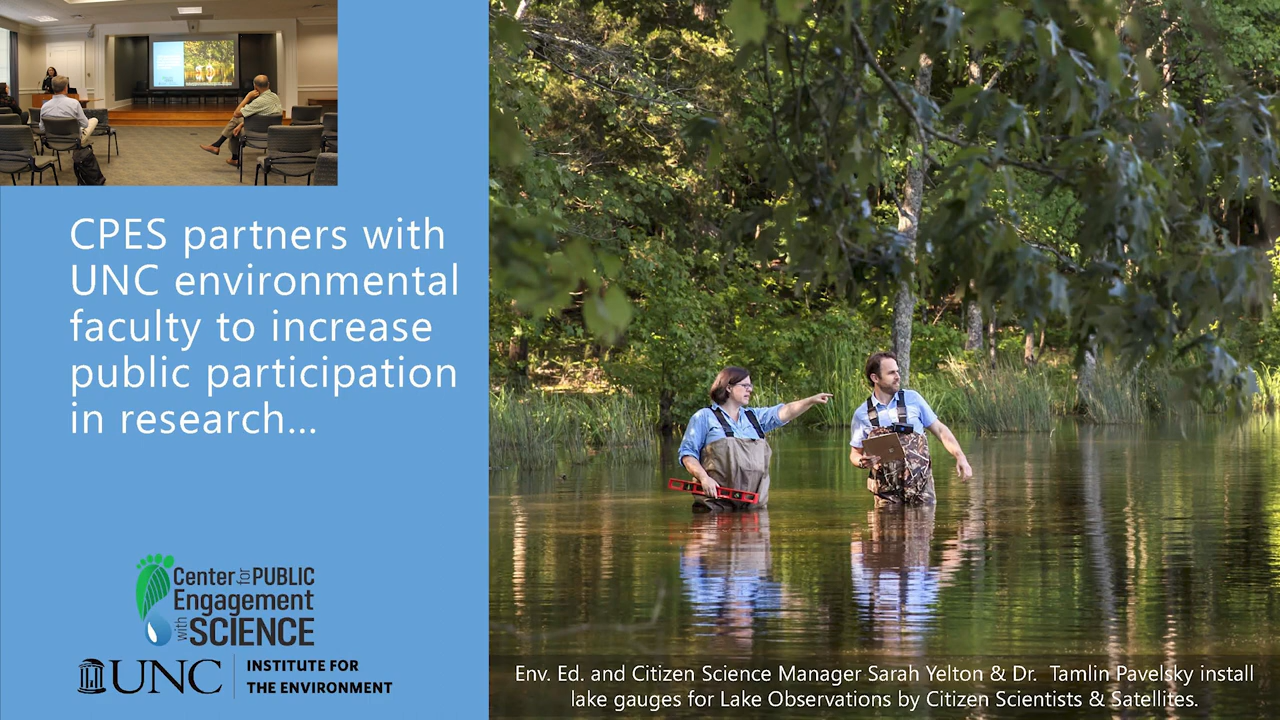 CPES partners with
UNC environmental
faculty to increase
public participation
in research...
Center for PUBLIC
Engagement
with SCIENCE
UNC INSTITUTE FOR
THE ENVIRONMENT
Env. Ed. and Citizen Science Manager Sarah Yelton & Dr. Tamlin Pavelsky install
lake gauges for Lake Observations by Citizen Scientists & Satellites.